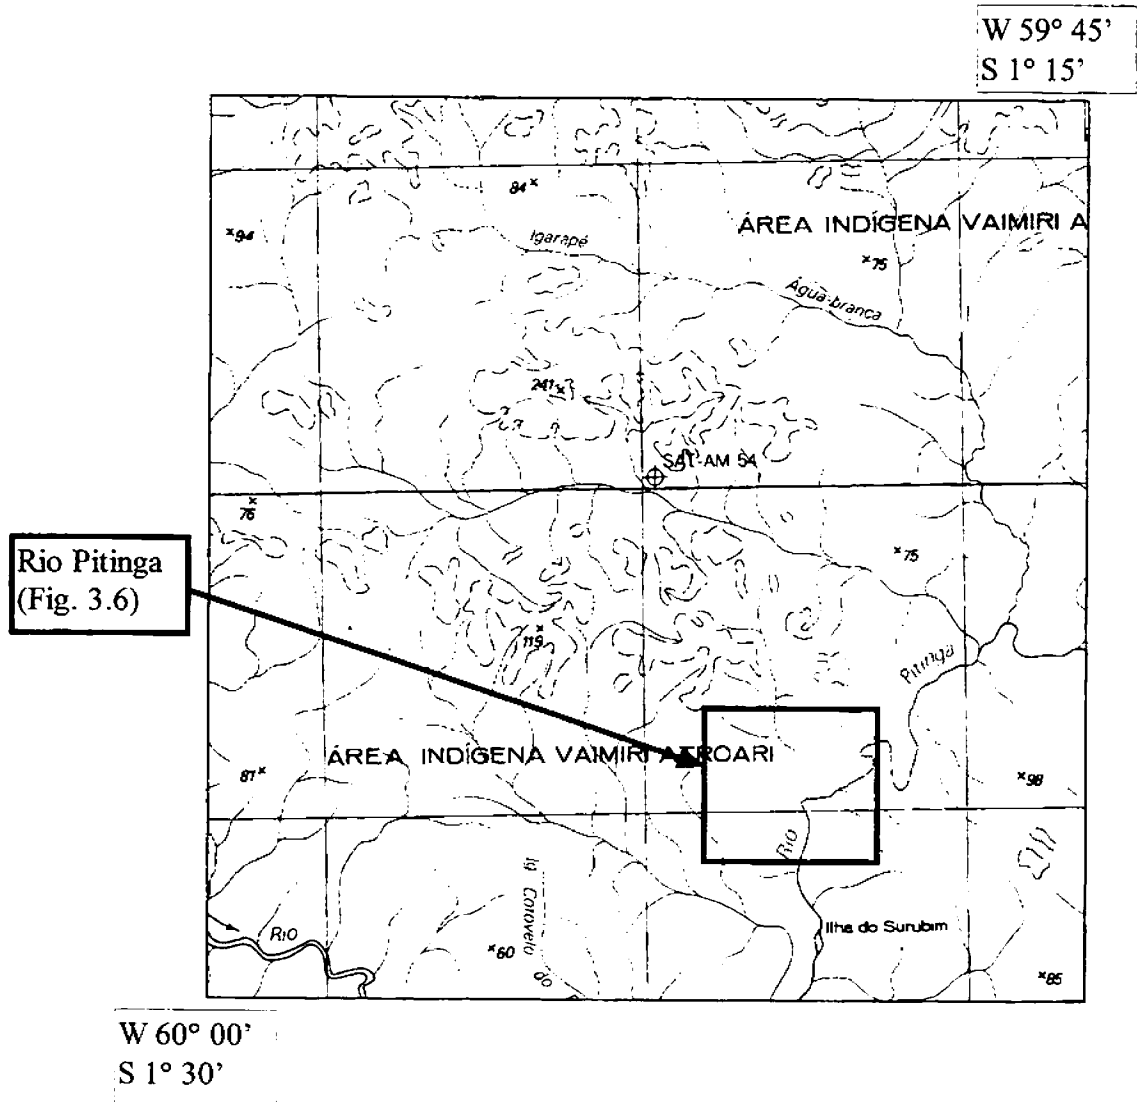 W 59° 45’
S 1° 15’
84
94
ÁREA INDÍGENA VAIMIRI A
Igarapé
75
Água-branca
241
SAT-AM 54
76
75
Rio Pitinga
(Fig. 3.6)
119
Pitinga
ÁREA INDÍGENA VAIMIRI ATROARI
87
98
RIO
Ig Cotovelo do
Ilha do Surubim
RIO
60
85
W 60° 00’
S 1° 30’